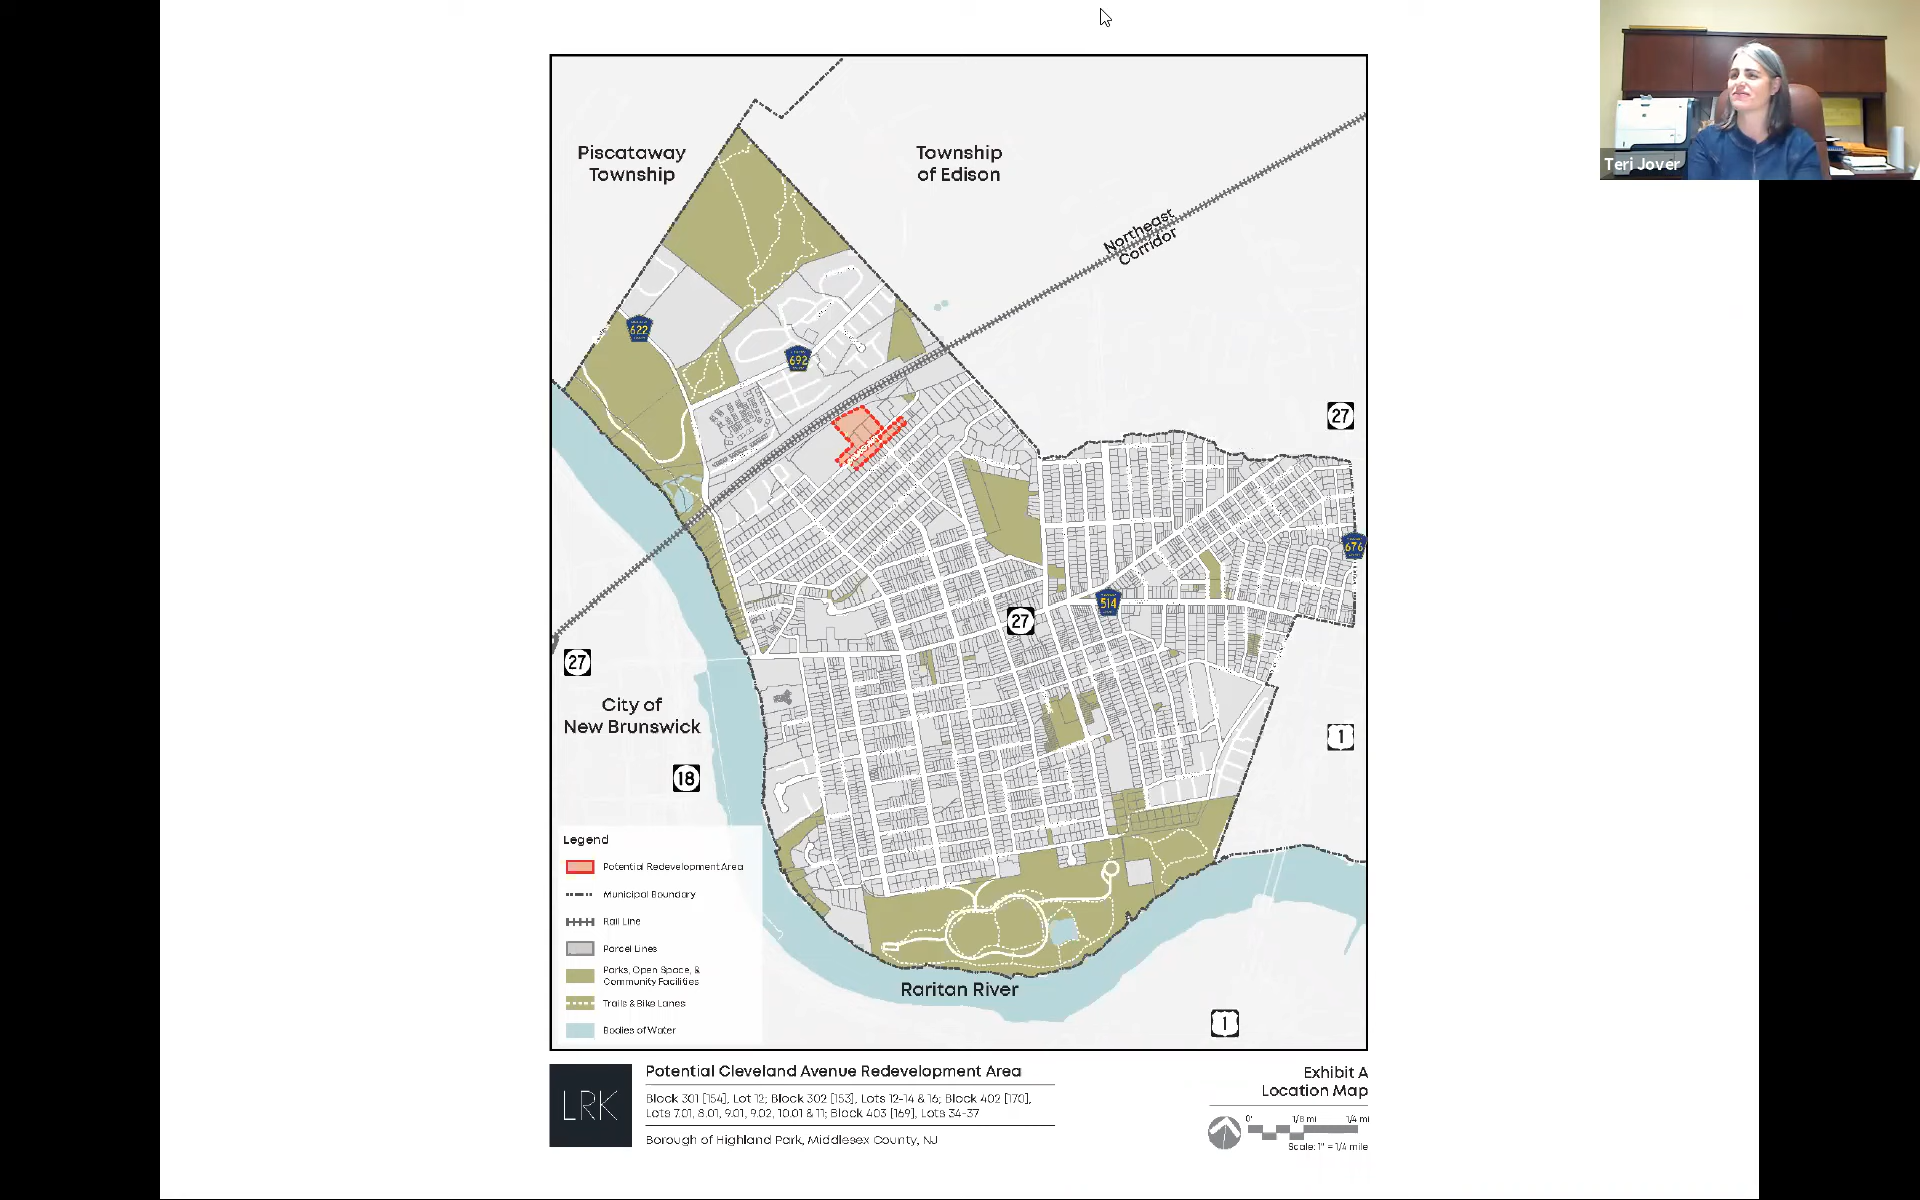 Piscataway
Township
Township
of Edison
Northeast
Corridor
Teri Jover
622
692
27
676
514
27
27
City of
New Brunswick
1
18
Legend
Potential Redevelopment Area
Municipal Boundary
Rail Line
Parcel Lines
Parks, Open Space, &
Community Facilities
Trails & Bike Lanes
Bodies of Water
Raritan River
1
LRK
Potential Cleveland Avenue Redevelopment Area
Block 301 [154], Lot 12; Block 302 [153], Lots 12-14 & 16; Block 402 [170],
Lots 7.01, 8.01, 9.01, 9.02, 10.01 & 11; Block 403 [169], Lots 34-37
Borough of Highland Park, Middlesex County, NJ
Exhibit A
Location Map
0' 1/8 mi 1/4 mi
Scale: 1" = 1/4 mile